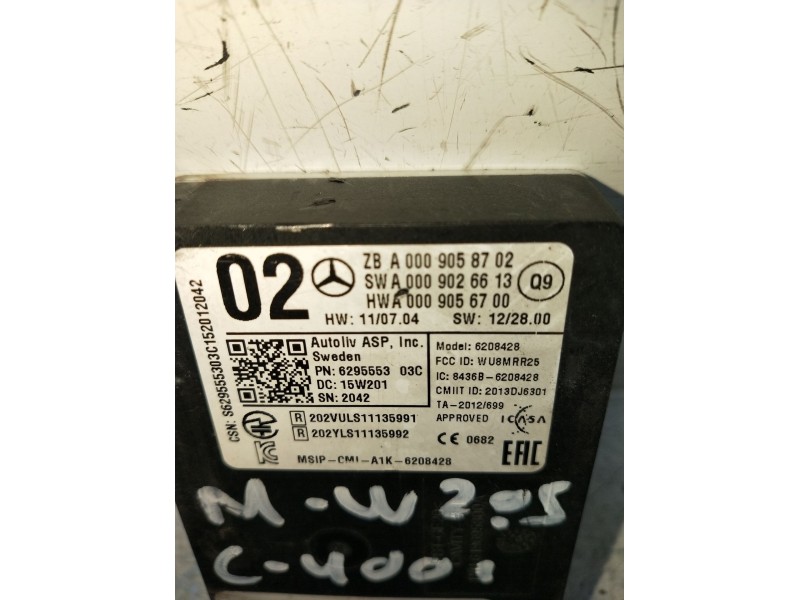 02
ZB A 000 905 87 02
SW A 000 902 66 13
HW A 000 905 67 00
Q9
HW: 11/07.04 SW: 12/28.00
CSN: S629555303C152012042
Autoliv ASP, Inc.
Sweden
PN: 6295553 03C
DC: 15W201
SN: 2042
Model: 6208428
FCC ID: WU8MRR25
IC: 8436B-6208428
CMIIT ID: 2013DJ6301
TA-2012/699
APPROVED ICASA
R 202VULS11135991
R 202YLS11135992
CE 0682
EAC
MSIP-CMI-A1K-6208428
M-W205
C-400i